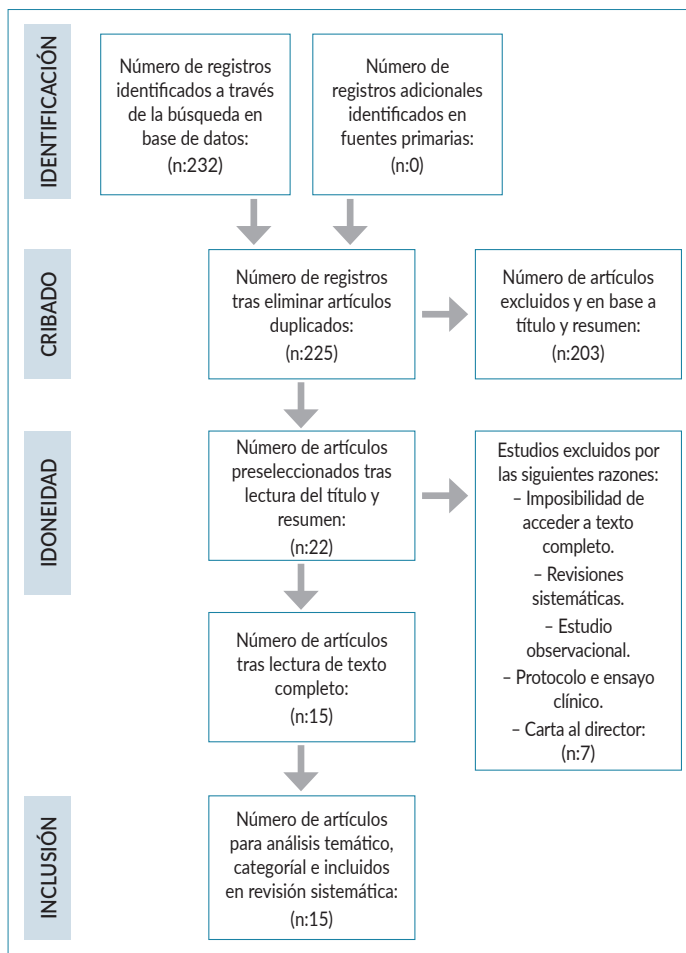 IDENTIFICACIÓN
Número de registros
identificados a través
de la búsqueda en
base de datos:
(n:232)
Número de
registros adicionales
identificados en
fuentes primarias:
(n:0)
CRIBADO
Número de registros
tras eliminar artículos
duplicados:
(n:225)
Número de artículos
excluidos y en base a
título y resumen:
(n:203)
IDONEIDAD
Número de artículos
preseleccionados tras
lectura del título y
resumen:
(n:22)
Estudios excluidos por
las siguientes razones:
– Imposibilidad de
acceder a texto
completo.
– Revisiones
sistemáticas.
– Estudio
observacional.
– Protocolo e ensayo
clínico.
– Carta al director:
(n:7)
Número de artículos
tras lectura de texto
completo:
(n:15)
INCLUSIÓN
Número de artículos
para análisis temático,
categoríal e incluidos
en revisión sistemática:
(n:15)